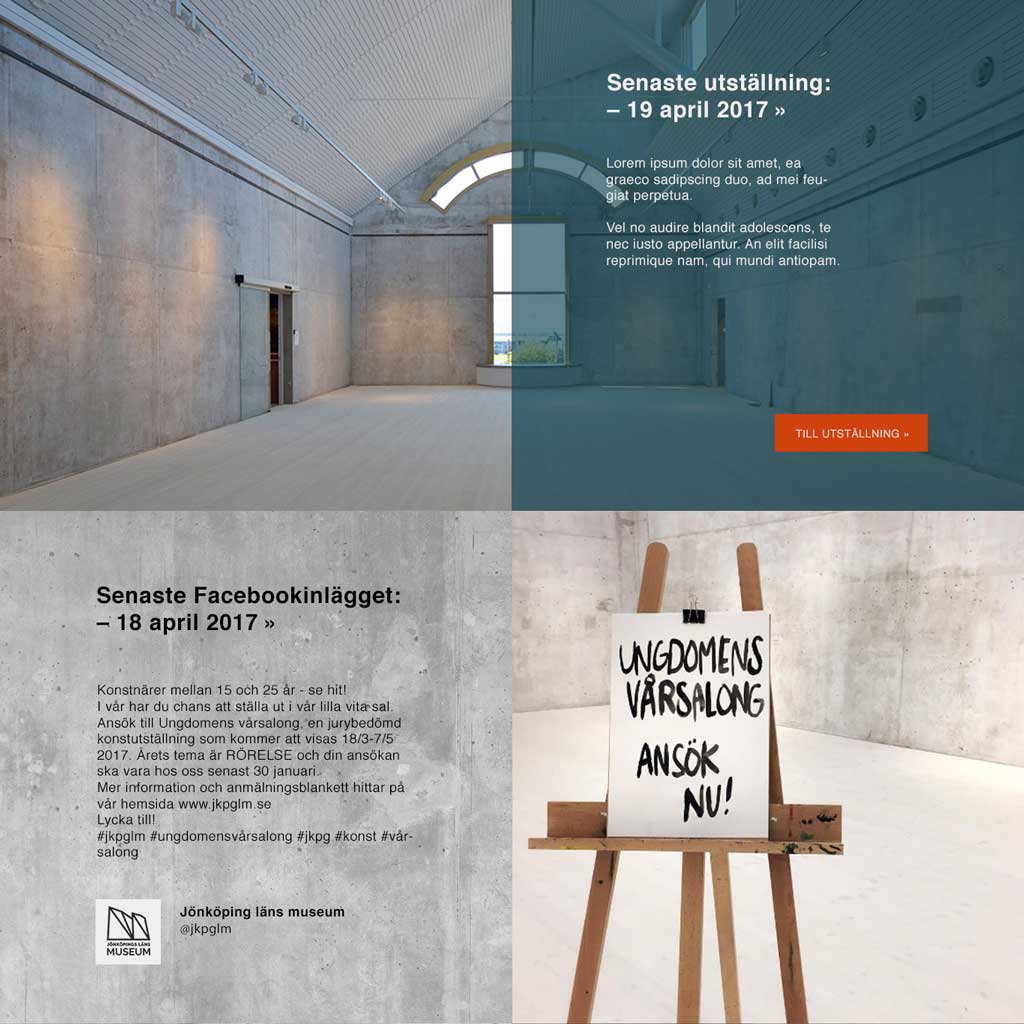 Senaste utställning:
– 19 april 2017 »
Lorem ipsum dolor sit amet, ea
graeco sadipscing duo, ad mei feu-
giat perpetua.
Vel no audire blandit adolescens, te
nec iusto appellantur. An elit facilisi
reprimique nam, qui mundi antiopam.
TILL UTSTÄLLNING »
Senaste Facebookinlägget:
– 18 april 2017 »
Konstnärer mellan 15 och 25 år - se hit!
I vår har du chans att ställa ut i vår lilla vita sal.
Ansök till Ungdomens vårsalong, en jurybedömd
konstutställning som kommer att visas 18/3-7/5
2017. Årets tema är RÖRELSE och din ansökan
ska vara hos oss senast 30 januari.
Mer information och anmälningsblankett hittar på
vår hemsida www.jkpglm.se
Lycka till!
#jkpglm #ungdomensvårsalong #jkpg #konst #vår-
salong
JÖNKÖPINGS LÄNS
MUSEUM
Jönköping läns museum
@jkpglm
UNGDOMENS
VÅRSALONG
ANSÖK
NU!